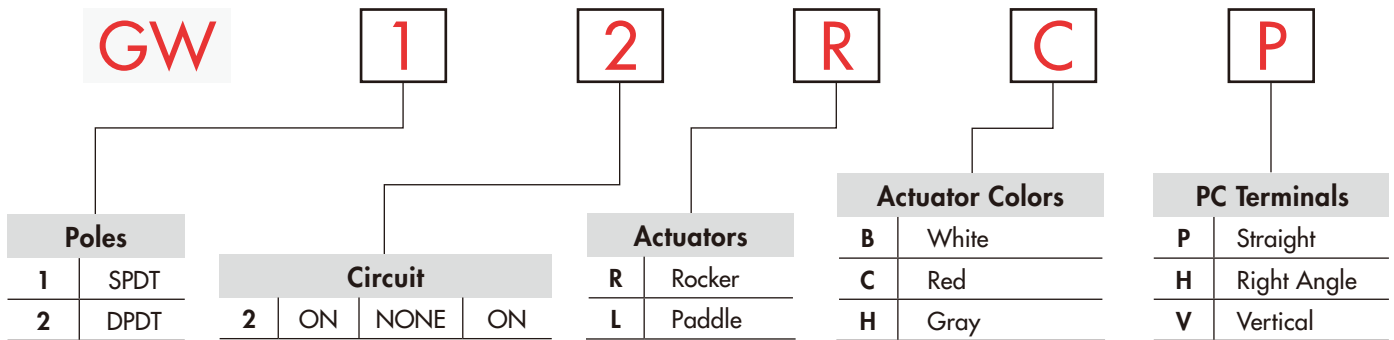 GW 1 2 R C P
Poles
1 SPDT
2 DPDT
Circuit
2 ON NONE ON
Actuators
R Rocker
L Paddle
Actuator Colors
B White
C Red
H Gray
PC Terminals
P Straight
H Right Angle
V Vertical